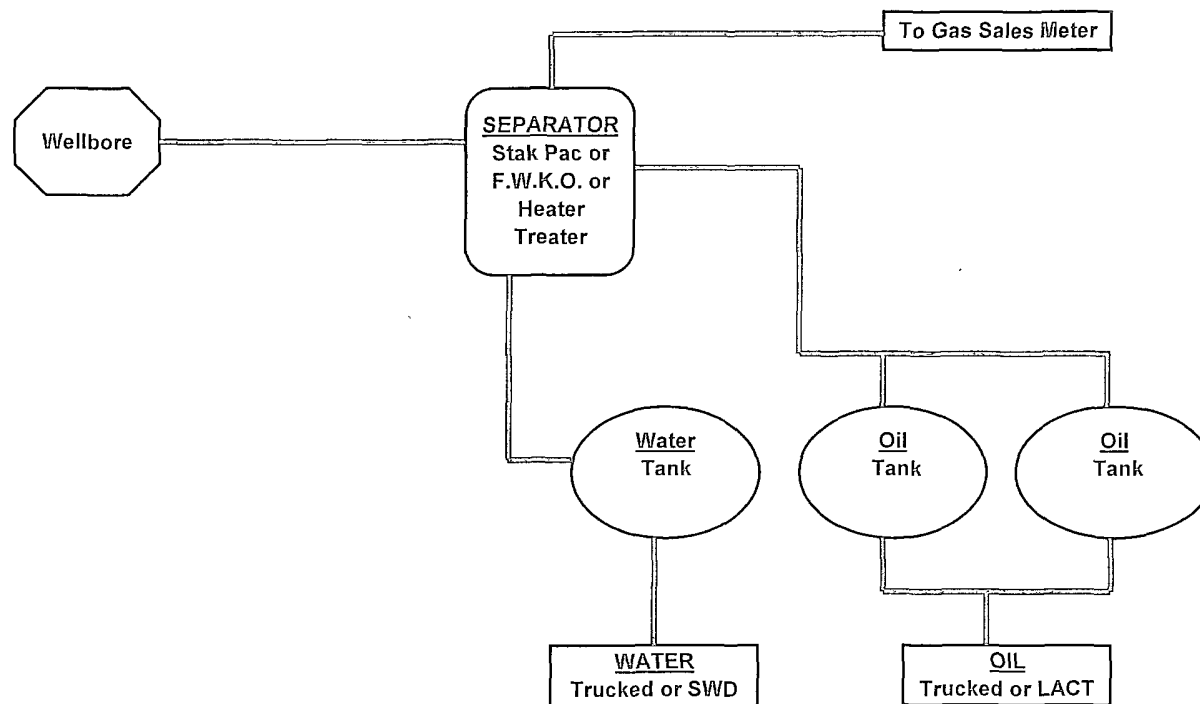 To Gas Sales Meter
Wellbore
SEPARATOR
Stak Pac or
F.W.K.O. or
Heater
Treater
Water
Tank
Oil
Tank
Oil
Tank
WATER
Trucked or SWD
OIL
Trucked or LACT